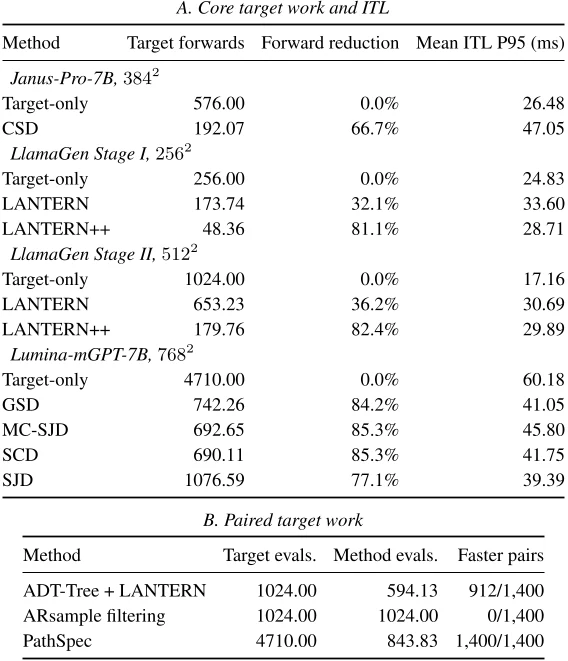 A. Core target work and ITL
Method Target forwards Forward reduction Mean ITL P95 (ms)
Janus-Pro-7B, 384²
Target-only 576.00 0.0% 26.48
CSD 192.07 66.7% 47.05
LlamaGen Stage I, 256²
Target-only 256.00 0.0% 24.83
LANTERN 173.74 32.1% 33.60
LANTERN++ 48.36 81.1% 28.71
LlamaGen Stage II, 512²
Target-only 1024.00 0.0% 17.16
LANTERN 653.23 36.2% 30.69
LANTERN++ 179.76 82.4% 29.89
Lumina-mGPT-7B, 768²
Target-only 4710.00 0.0% 60.18
GSD 742.26 84.2% 41.05
MC-SJD 692.65 85.3% 45.80
SCD 690.11 85.3% 41.75
SJD 1076.59 77.1% 39.39
B. Paired target work
Method Target evals. Method evals. Faster pairs
ADT-Tree + LANTERN 1024.00 594.13 912/1,400
ARsample filtering 1024.00 1024.00 0/1,400
PathSpec 4710.00 843.83 1,400/1,400